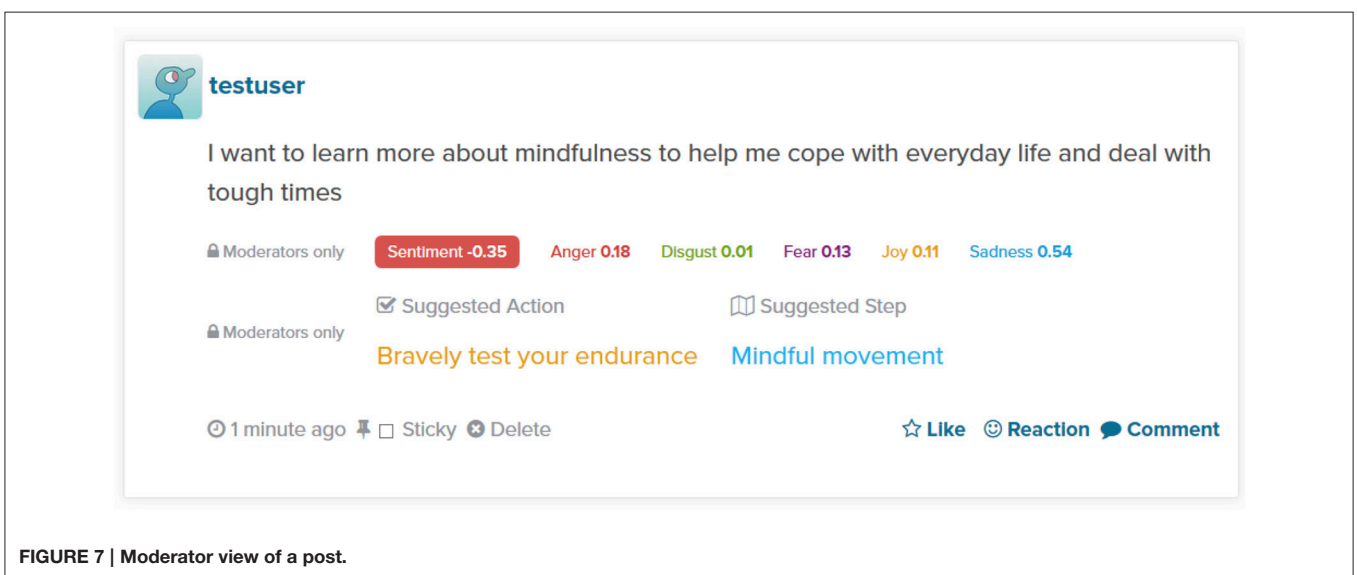 testuser
I want to learn more about mindfulness to help me cope with everyday life and deal with
tough times
Moderators only Sentiment -0.35 Anger 0.18 Disgust 0.01 Fear 0.13 Joy 0.11 Sadness 0.54
Suggested Action Suggested Step
Moderators only
Bravely test your endurance Mindful movement
1 minute ago Sticky Delete Like Reaction Comment
FIGURE 7 | Moderator view of a post.